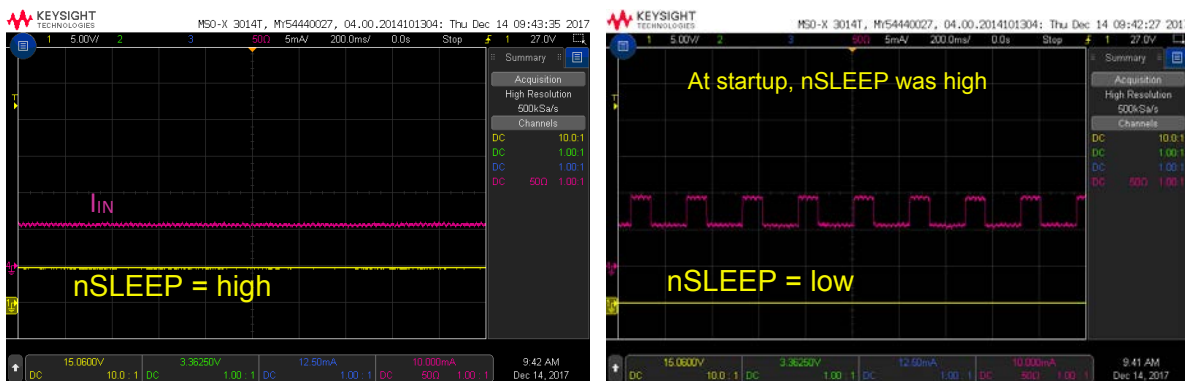 KEYSIGHT
TECHNOLOGIES
MSO-X 3014T, MY54440027, 04.00.2014101304: Thu Dec 14 09:43:35 2017
1 5.00V/ 2 3 50Ω 5mA/ 200.0ms/ 0.0s Stop 1 27.0V
Summary
Acquisition
High Resolution
500kSa/s
Channels
DC 10.0:1
DC 1.00:1
DC 1.00:1
DC 50Ω 1.00:1
T
IIN
nSLEEP = high
15.0600V 3.36250V 12.50mA 10.000mA
DC 10.0 : 1 DC 1.00 : 1 DC 1.00 : 1 DC 50Ω 1.00 : 1
9:42 AM
Dec 14, 2017
KEYSIGHT
TECHNOLOGIES
MSO-X 3014T, MY54440027, 04.00.2014101304: Thu Dec 14 09:42:27 201
1 5.00V/ 2 3 50Ω 5mA/ 200.0ms/ 0.0s Stop 1 27.0V
At startup, nSLEEP was high
Summary
Acquisition
High Resolution
500kSa/s
Channels
DC 10.0:1
DC 1.00:1
DC 1.00:1
DC 50Ω 1.00:1
T
nSLEEP = low
15.0600V 3.36250V 12.50mA 10.000mA
DC 10.0 : 1 DC 1.00 : 1 DC 1.00 : 1 DC 50Ω 1.00 : 1
9:41 AM
Dec 14, 2017